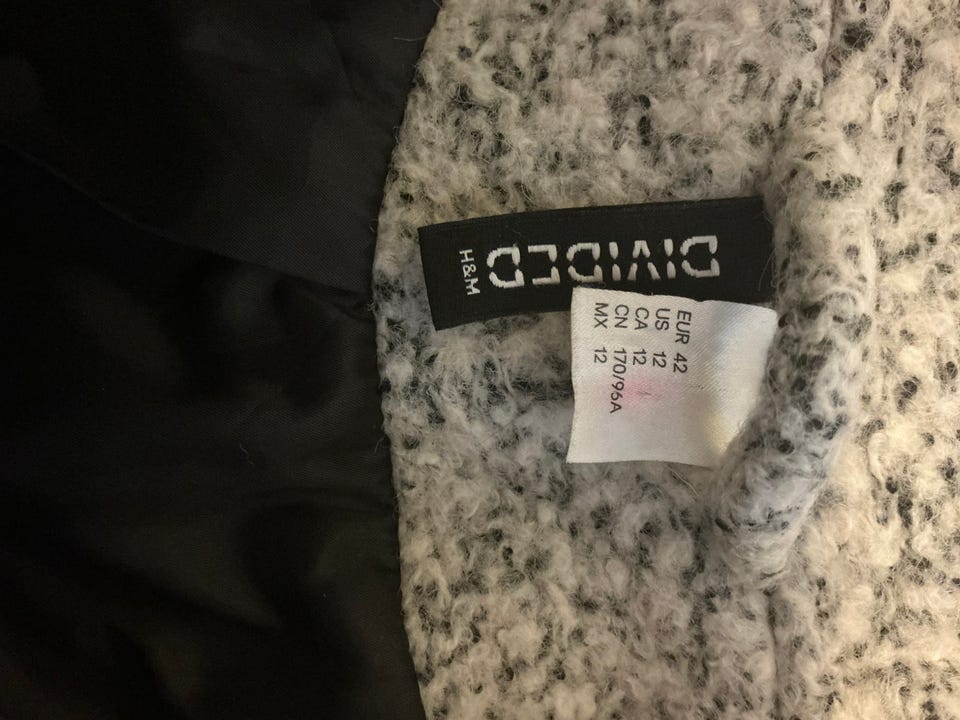 DIVIDED
H&M
EUR 42
US 12
CA 12
CN 170/96A
MX 12